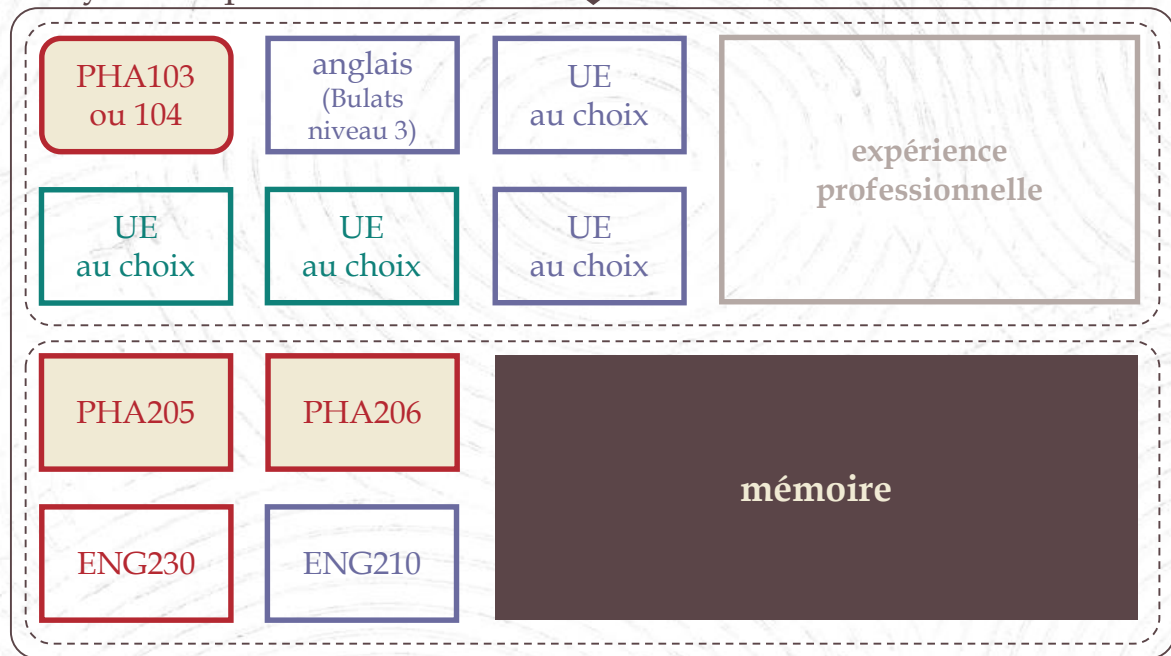 PHA103
ou 104
anglais
(Bulats
niveau 3)
UE
au choix
expérience
professionnelle
UE
au choix
UE
au choix
UE
au choix
PHA205
PHA206
mémoire
ENG230
ENG210